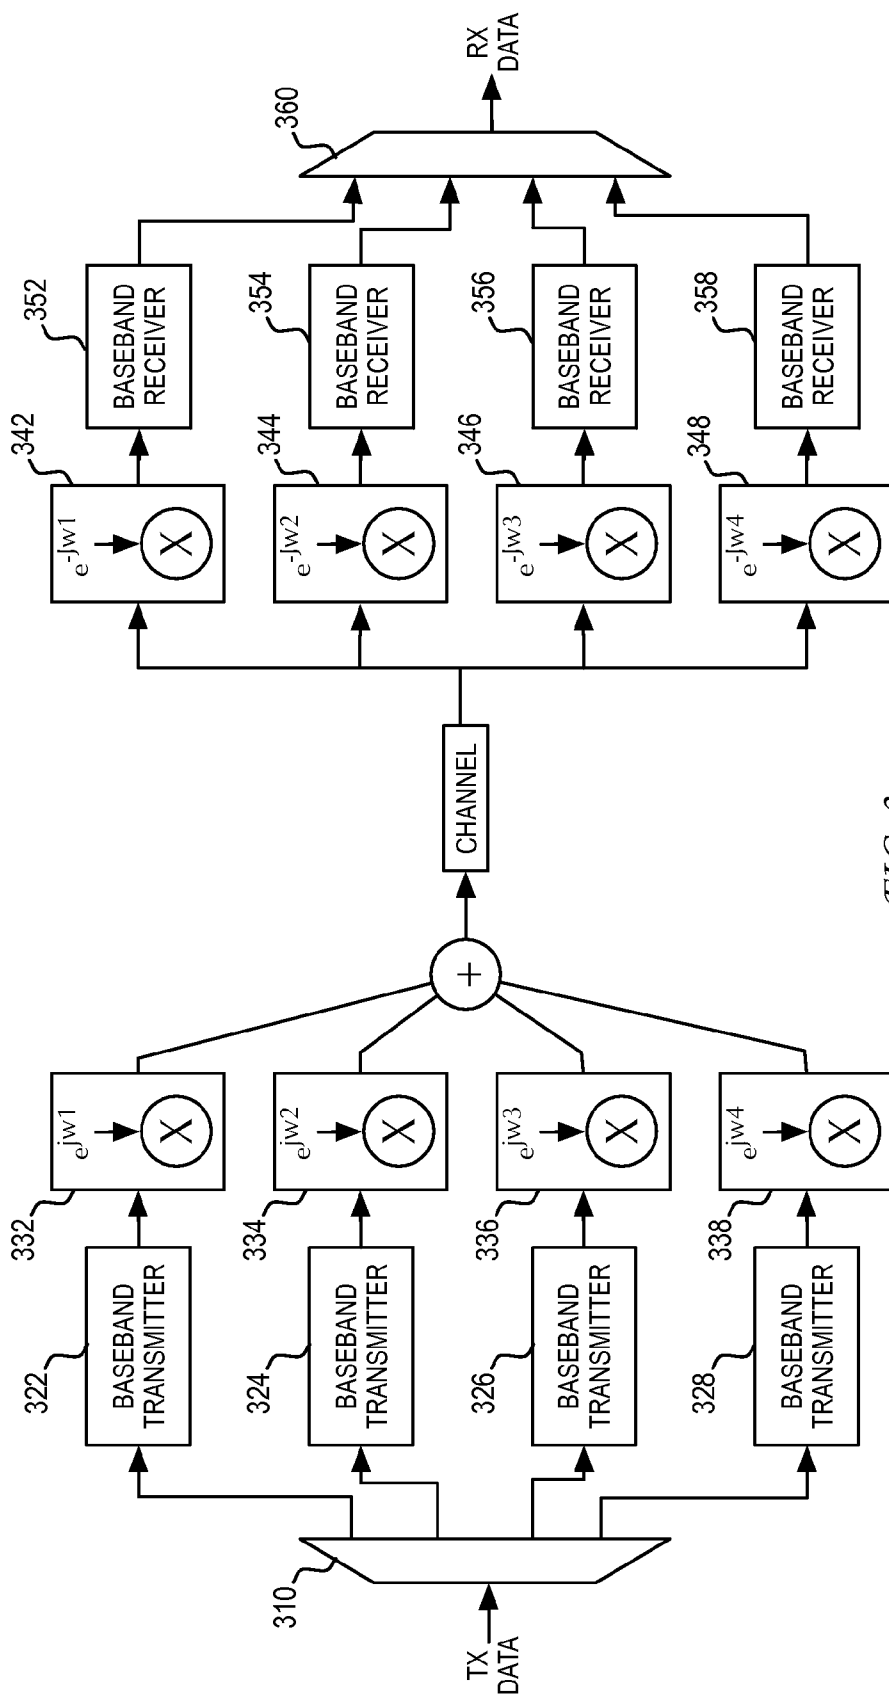 TX
DATA
310
322
BASEBAND
TRANSMITTER
332
e^jw1
X
324
BASEBAND
TRANSMITTER
334
e^jw2
X
326
BASEBAND
TRANSMITTER
336
e^jw3
X
328
BASEBAND
TRANSMITTER
338
e^jw4
X
+
CHANNEL
342
e^-jw1
X
352
BASEBAND
RECEIVER
344
e^-jw2
X
354
BASEBAND
RECEIVER
346
e^-jw3
X
356
BASEBAND
RECEIVER
348
e^-jw4
X
358
BASEBAND
RECEIVER
360
RX
DATA